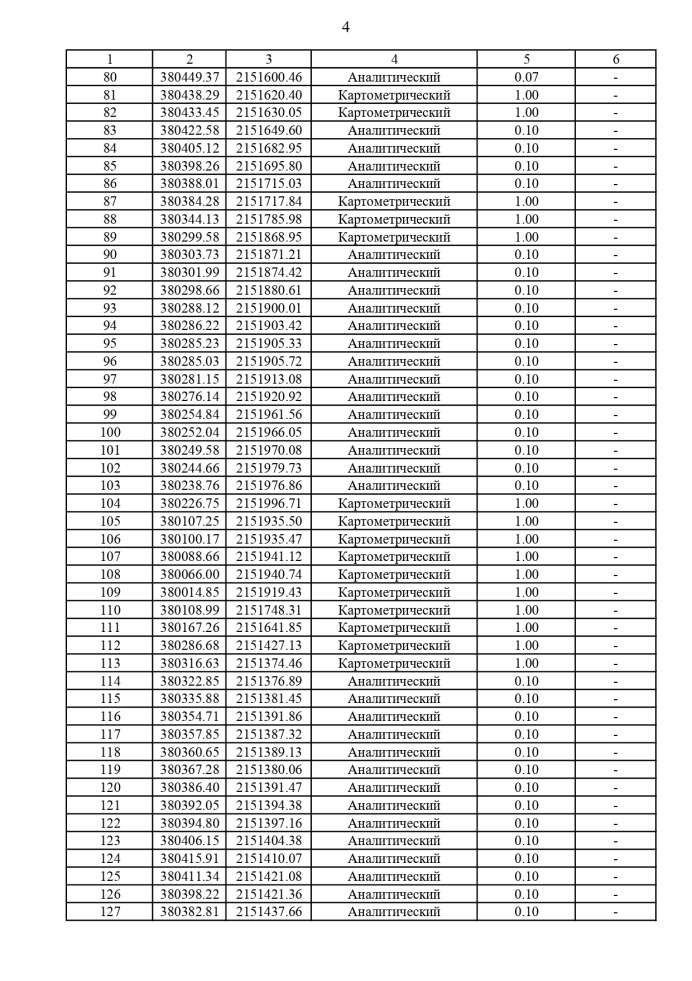 4
1 2 3 4 5 6
80 380449.37 2151600.46 Аналитический 0.07 -
81 380438.29 2151620.40 Картометрический 1.00 -
82 380433.45 2151630.05 Картометрический 1.00 -
83 380422.58 2151649.60 Аналитический 0.10 -
84 380405.12 2151682.95 Аналитический 0.10 -
85 380398.26 2151695.80 Аналитический 0.10 -
86 380388.01 2151715.03 Аналитический 0.10 -
87 380384.28 2151717.84 Картометрический 1.00 -
88 380344.13 2151785.98 Картометрический 1.00 -
89 380299.58 2151868.95 Картометрический 1.00 -
90 380303.73 2151871.21 Аналитический 0.10 -
91 380301.99 2151874.42 Аналитический 0.10 -
92 380298.66 2151880.61 Аналитический 0.10 -
93 380288.12 2151900.01 Аналитический 0.10 -
94 380286.22 2151903.42 Аналитический 0.10 -
95 380285.23 2151905.33 Аналитический 0.10 -
96 380285.03 2151905.72 Аналитический 0.10 -
97 380281.15 2151913.08 Аналитический 0.10 -
98 380276.14 2151920.92 Аналитический 0.10 -
99 380254.84 2151961.56 Аналитический 0.10 -
100 380252.04 2151966.05 Аналитический 0.10 -
101 380249.58 2151970.08 Аналитический 0.10 -
102 380244.66 2151979.73 Аналитический 0.10 -
103 380238.76 2151976.86 Аналитический 0.10 -
104 380226.75 2151996.71 Картометрический 1.00 -
105 380107.25 2151935.50 Картометрический 1.00 -
106 380100.17 2151935.47 Картометрический 1.00 -
107 380088.66 2151941.12 Картометрический 1.00 -
108 380066.00 2151940.74 Картометрический 1.00 -
109 380014.85 2151919.43 Картометрический 1.00 -
110 380108.99 2151748.31 Картометрический 1.00 -
111 380167.26 2151641.85 Картометрический 1.00 -
112 380286.68 2151427.13 Картометрический 1.00 -
113 380316.63 2151374.46 Картометрический 1.00 -
114 380322.85 2151376.89 Аналитический 0.10 -
115 380335.88 2151381.45 Аналитический 0.10 -
116 380354.71 2151391.86 Аналитический 0.10 -
117 380357.85 2151387.32 Аналитический 0.10 -
118 380360.65 2151389.13 Аналитический 0.10 -
119 380367.28 2151380.06 Аналитический 0.10 -
120 380386.40 2151391.47 Аналитический 0.10 -
121 380392.05 2151394.38 Аналитический 0.10 -
122 380394.80 2151397.16 Аналитический 0.10 -
123 380406.15 2151404.38 Аналитический 0.10 -
124 380415.91 2151410.07 Аналитический 0.10 -
125 380411.34 2151421.08 Аналитический 0.10 -
126 380398.22 2151421.36 Аналитический 0.10 -
127 380382.81 2151437.66 Аналитический 0.10 -